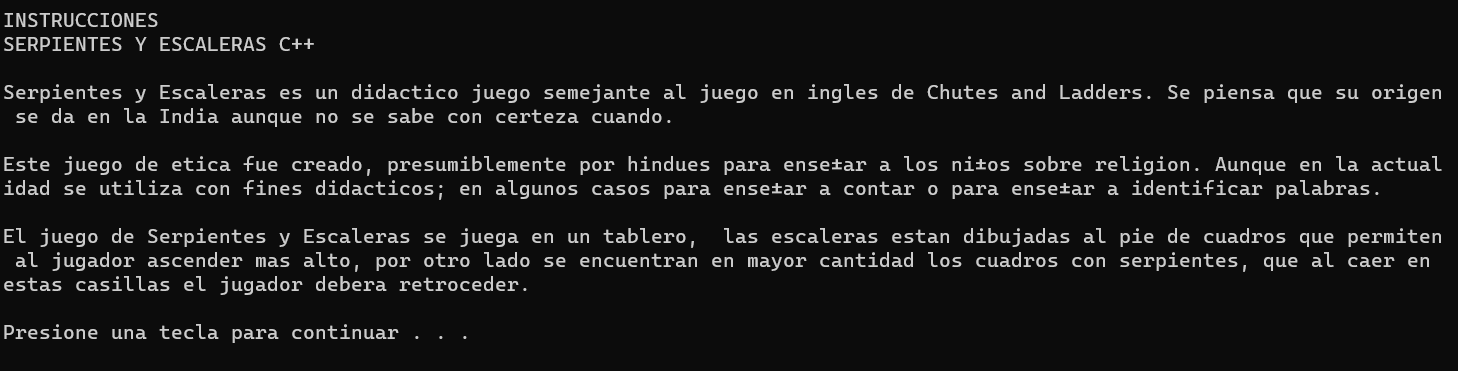 INSTRUCCIONES
SERPIENTES Y ESCALERAS C++
Serpientes y Escaleras es un didactico juego semejante al juego en ingles de Chutes and Ladders. Se piensa que su origen
se da en la India aunque no se sabe con certeza cuando.
Este juego de etica fue creado, presumiblemente por hindues para ense±ar a los ni±os sobre religion. Aunque en la actual
idad se utiliza con fines didacticos; en algunos casos para ense±ar a contar o para ense±ar a identificar palabras.
El juego de Serpientes y Escaleras se juega en un tablero,  las escaleras estan dibujadas al pie de cuadros que permiten
al jugador ascender mas alto, por otro lado se encuentran en mayor cantidad los cuadros con serpientes, que al caer en
estas casillas el jugador debera retroceder.
Presione una tecla para continuar . . .